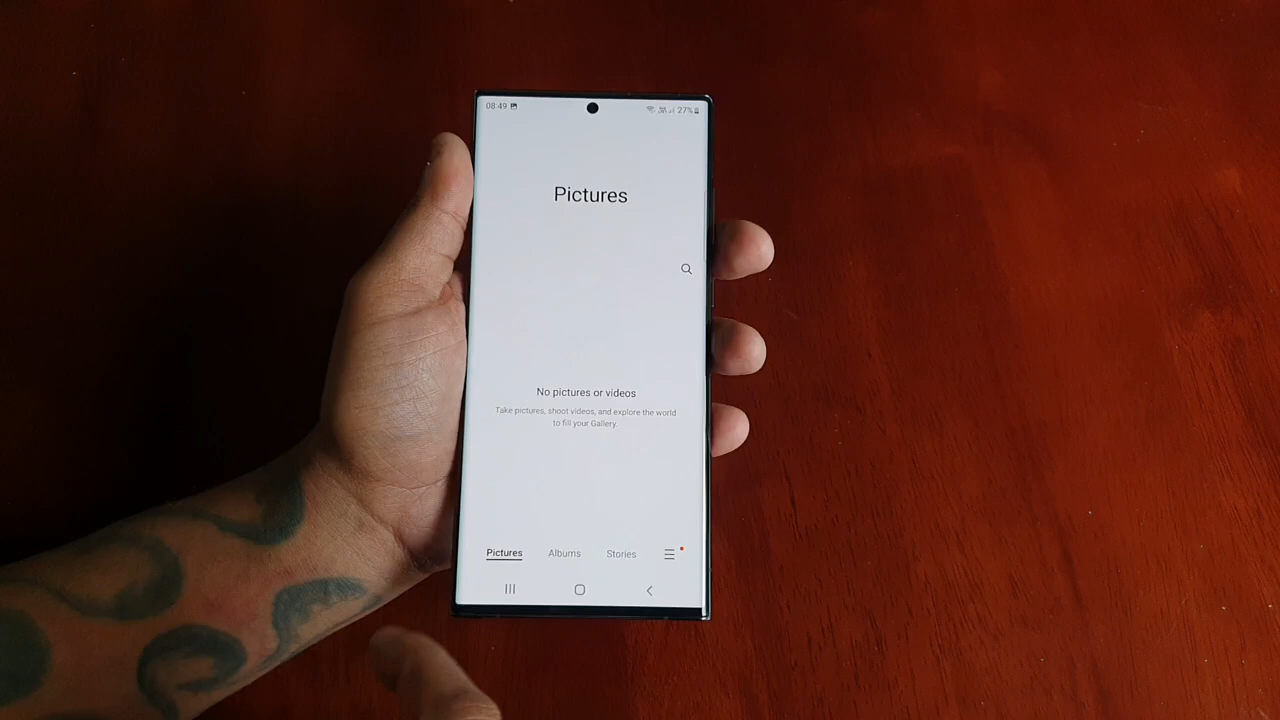 08:49
27%
Pictures
No pictures or videos
Take pictures, shoot videos, and explore the world
to fill your Gallery.
Pictures Albums Stories